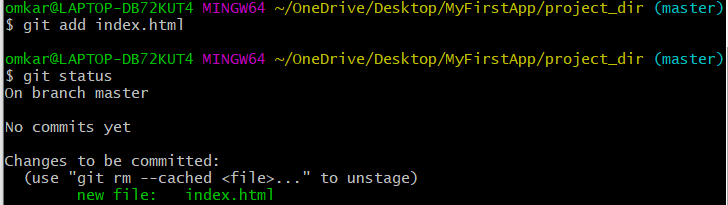 omkar@LAPTOP-DB72KUT4 MINGW64 ~/OneDrive/Desktop/MyFirstApp/project_dir (master)
$ git add index.html
omkar@LAPTOP-DB72KUT4 MINGW64 ~/OneDrive/Desktop/MyFirstApp/project_dir (master)
$ git status
On branch master
No commits yet
Changes to be committed:
  (use "git rm --cached <file>..." to unstage)
        new file:   index.html